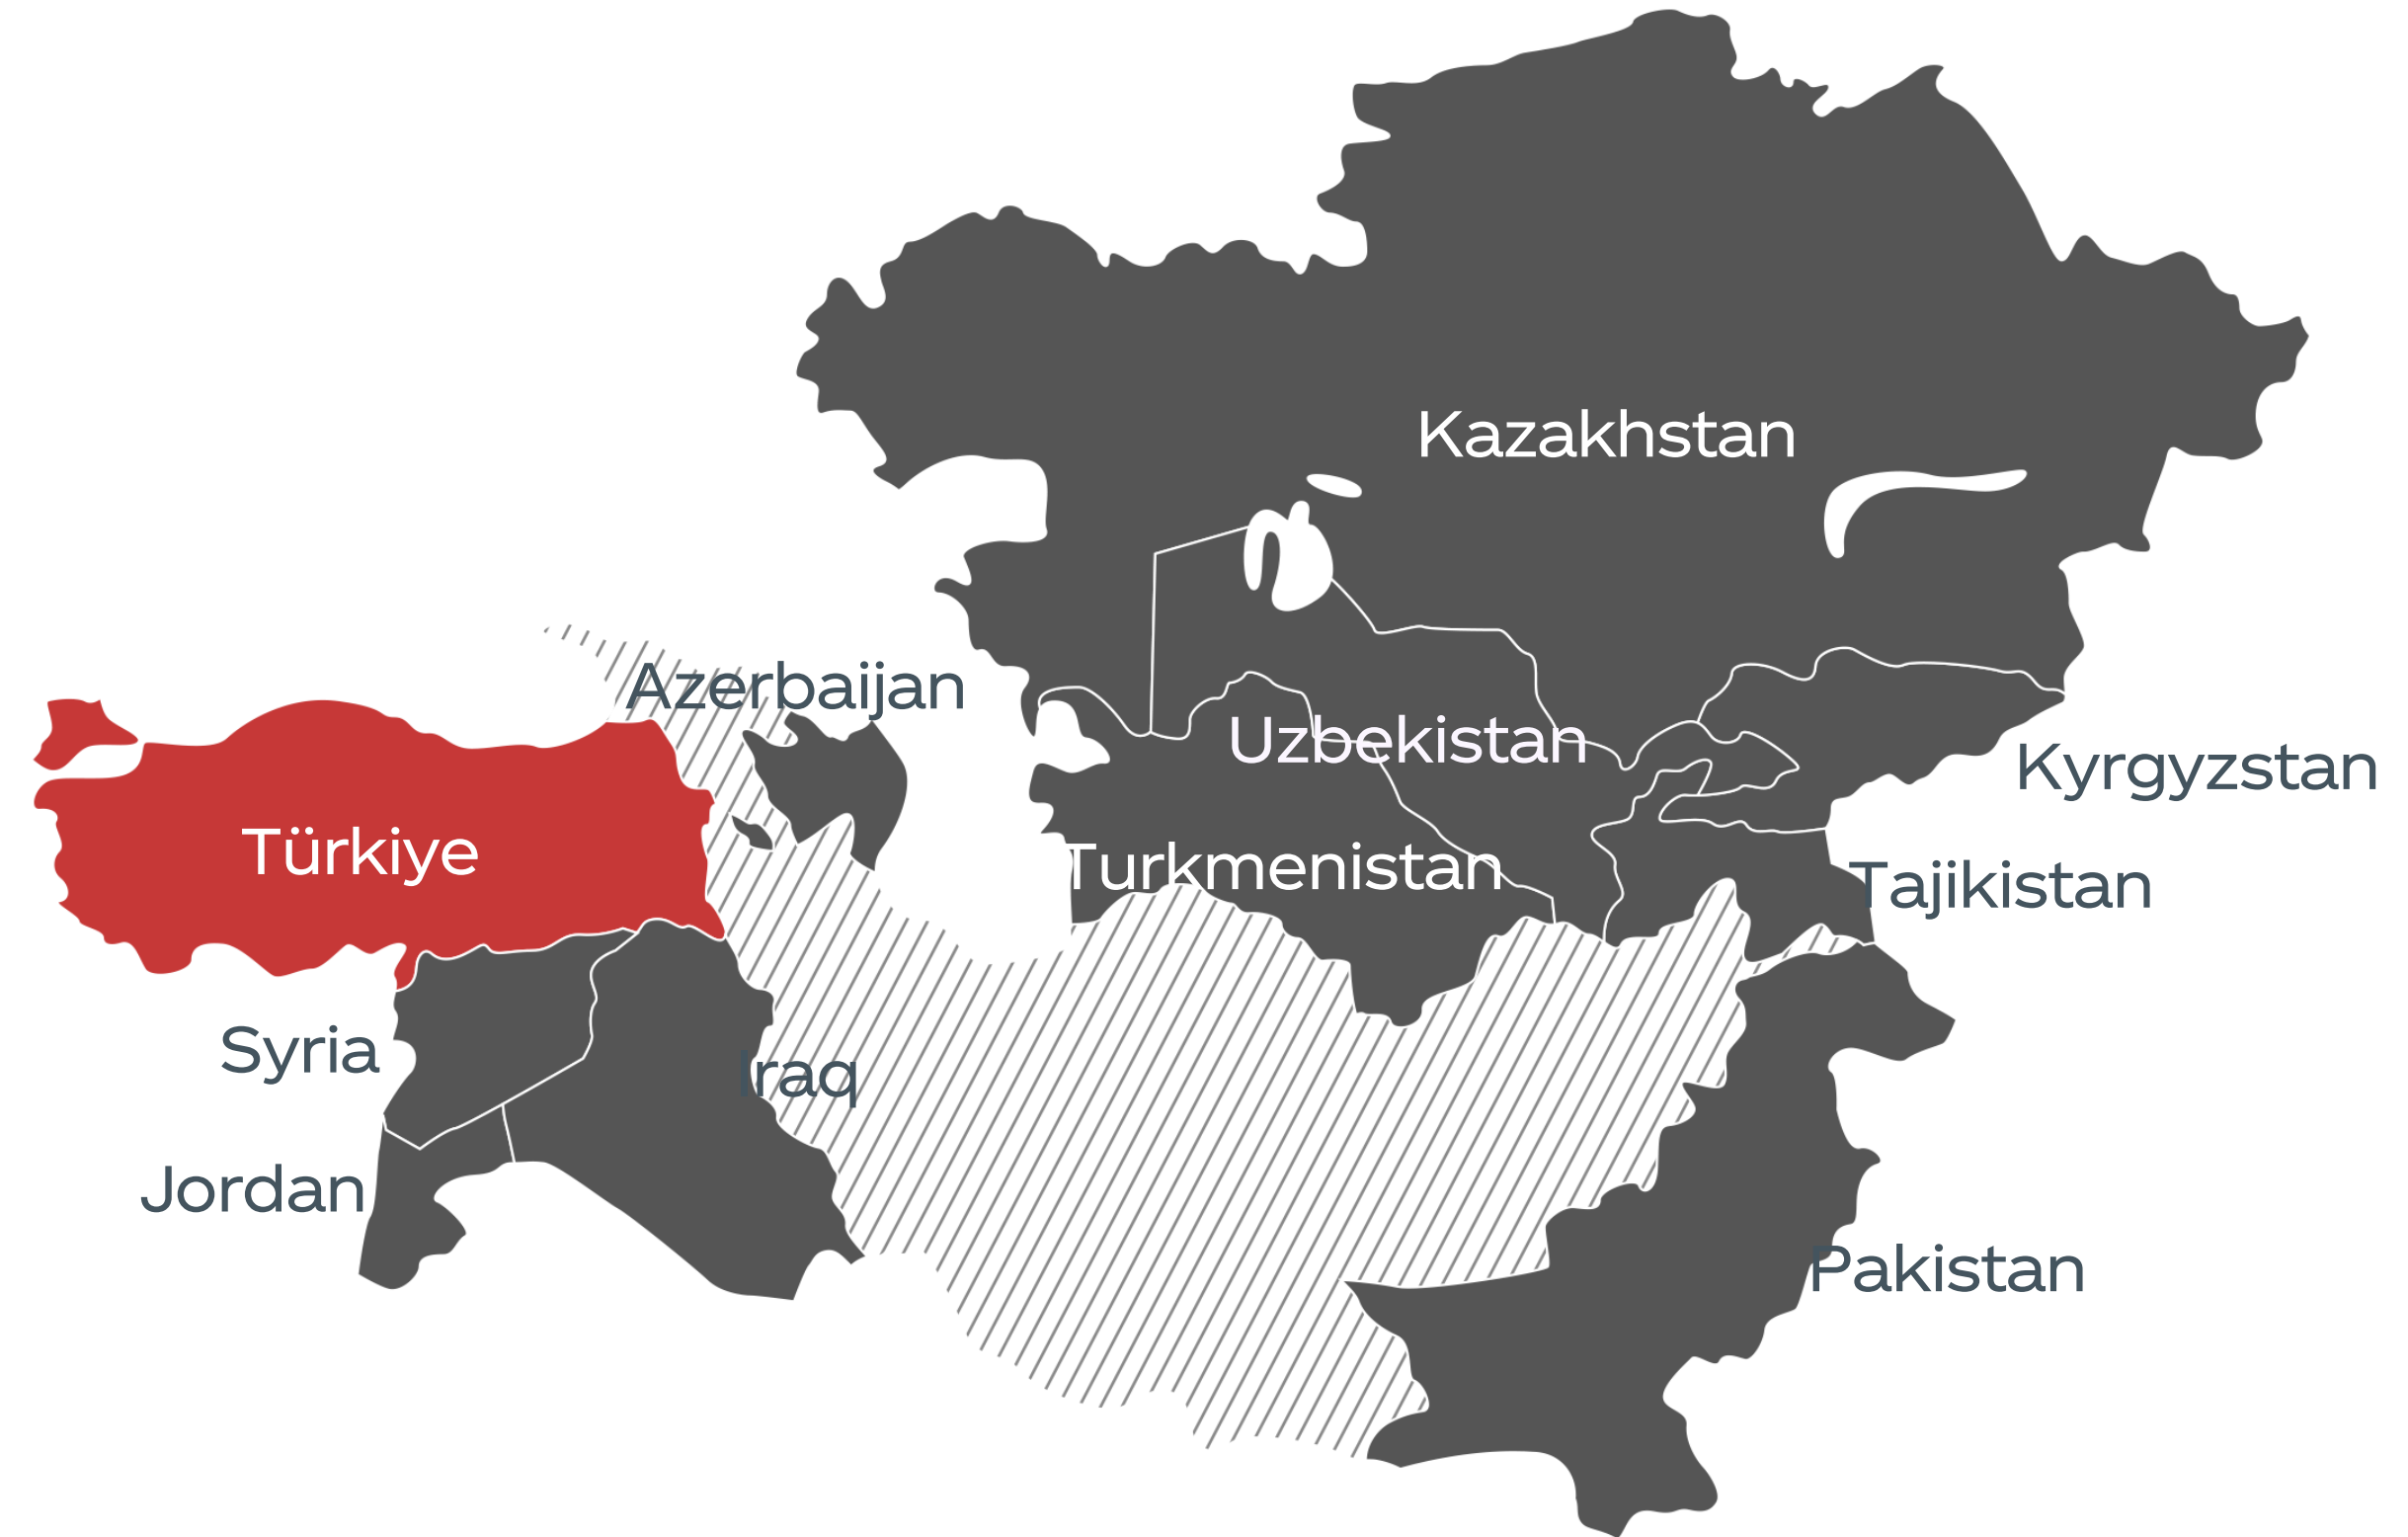 Kazakhstan
Azerbaijan
Uzbekistan
Kyrgyzstan
Türkiye
Turkmenistan
Tajikistan
Syria
Iraq
Jordan
Pakistan